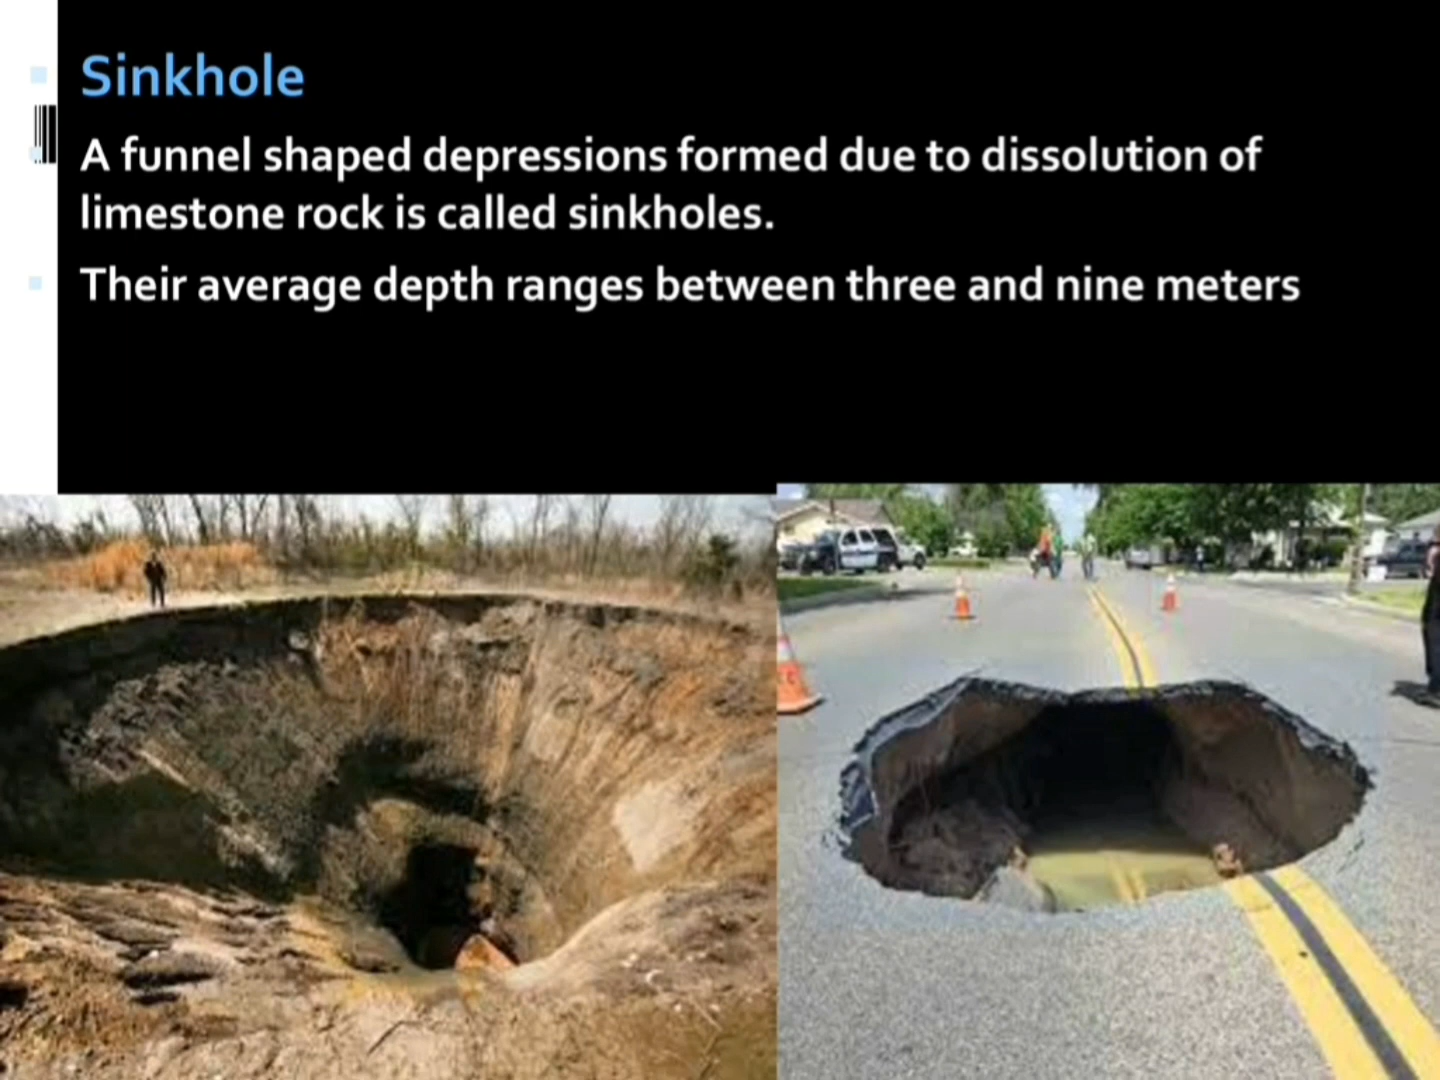 Sinkhole
A funnel shaped depressions formed due to dissolution of
limestone rock is called sinkholes.
Their average depth ranges between three and nine meters